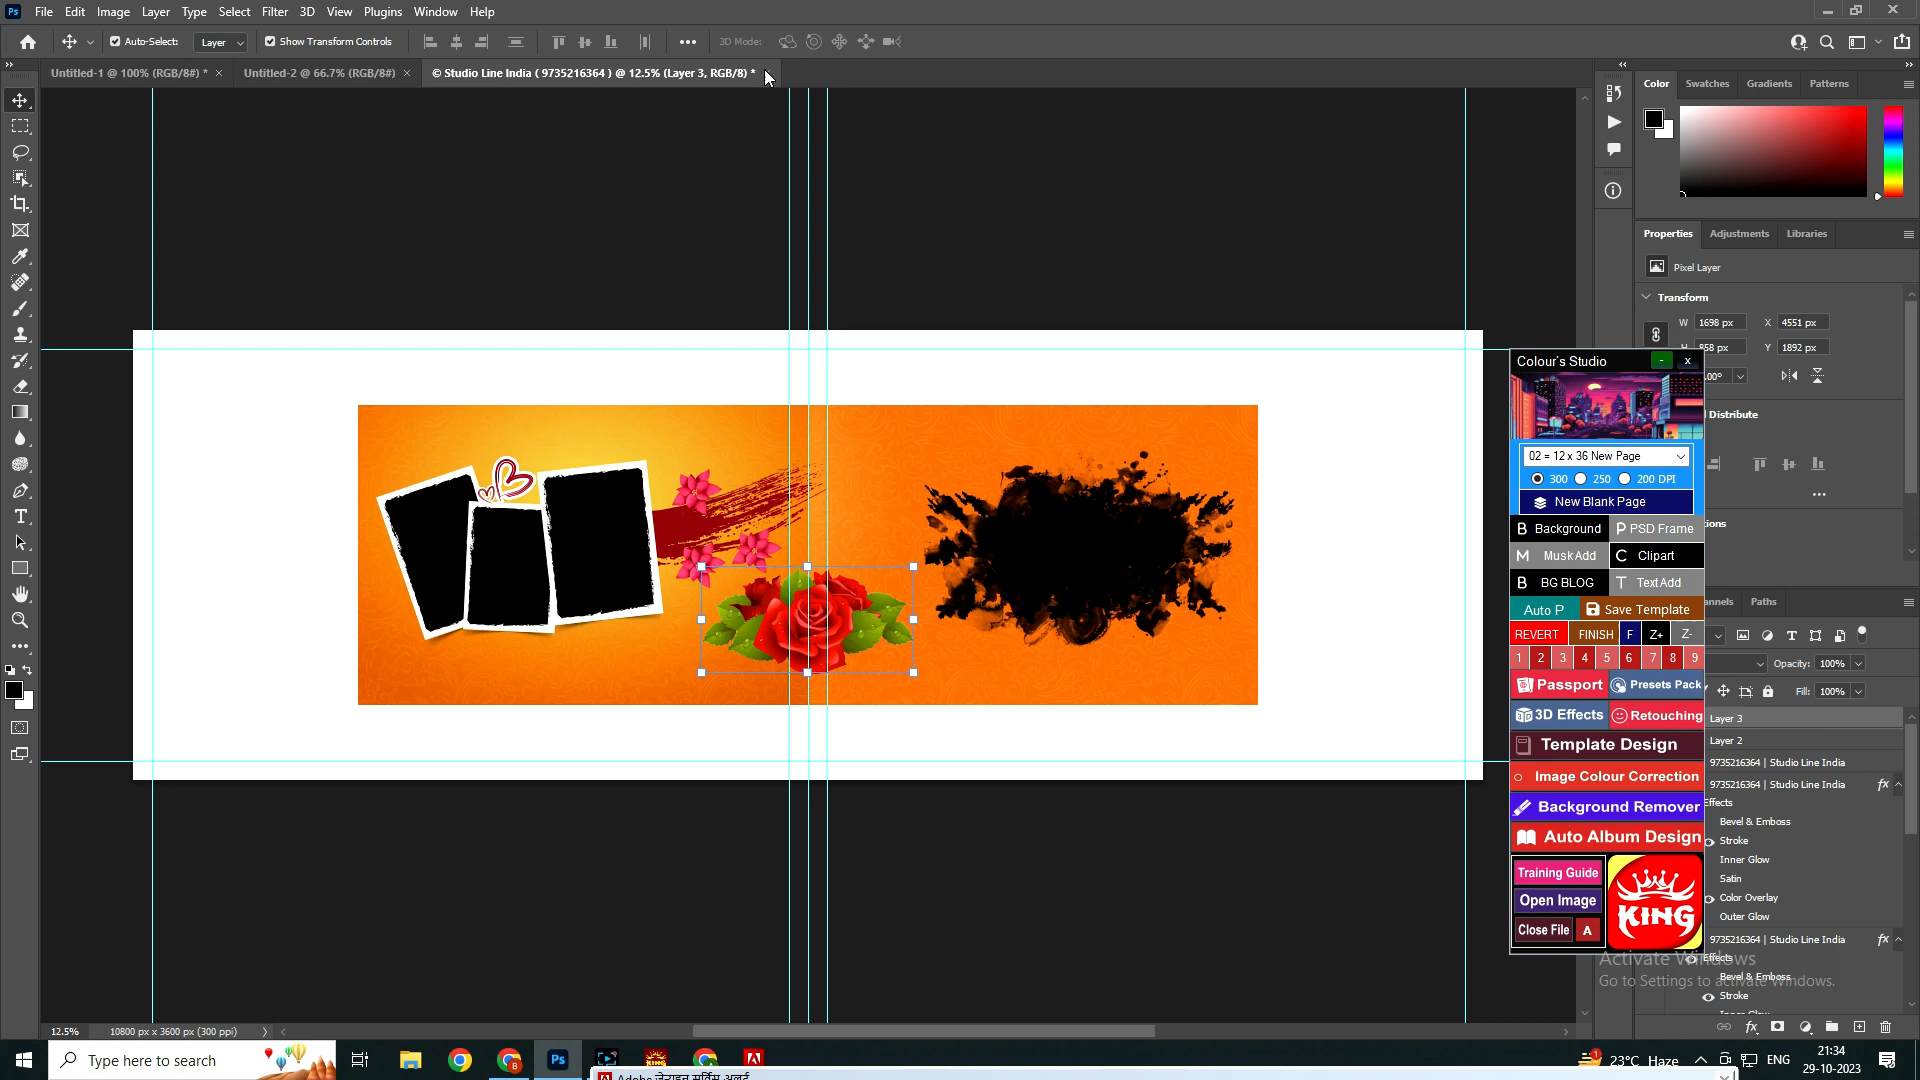 Ps File Edit Image Layer Type Select Filter 3D View Plugins Window Help
Auto-Select: Layer Show Transform Controls 3D Mode:
Untitled-1 @ 100% (RGB/8#) * × Untitled-2 @ 66.7% (RGB/8#) × © Studio Line India ( 9735216364 ) @ 12.5% (Layer 3, RGB/8) *
Color Swatches Gradients Patterns
Properties Adjustments Libraries
Pixel Layer
Transform
W 1698 px X 4551 px
858 px Y 1892 px
Colour's Studio - x
.00°
Distribute
02 = 12 x 36 New Page
300 250 200 DPI
New Blank Page
B Background P PSD Frame
M Musk Add C Clipart
B BG BLOG T TextAdd
Auto P Save Template
Paths
REVERT FINISH F Z+ Z-
1 2 3 4 5 6 7 8 9
Opacity: 100%
Passport Presets Pack
Fill: 100%
3D Effects Retouching
Layer 3
Template Design
Layer 2
9735216364 | Studio Line India
Image Colour Correction
9735216364 | Studio Line India fx
Background Remover
Effects
Bevel & Emboss
Auto Album Design
Stroke
Inner Glow
Training Guide
Satin
Open Image
Color Overlay
KING
Outer Glow
Close File A
9735216364 | Studio Line India fx
Effects
Activate Windows
Bevel & Emboss
Go to Settings to activate Windows.
Stroke
12.5% 10800 px x 3600 px (300 ppi)
Type here to search
23°C Haze ENG 21:34
29-10-2023